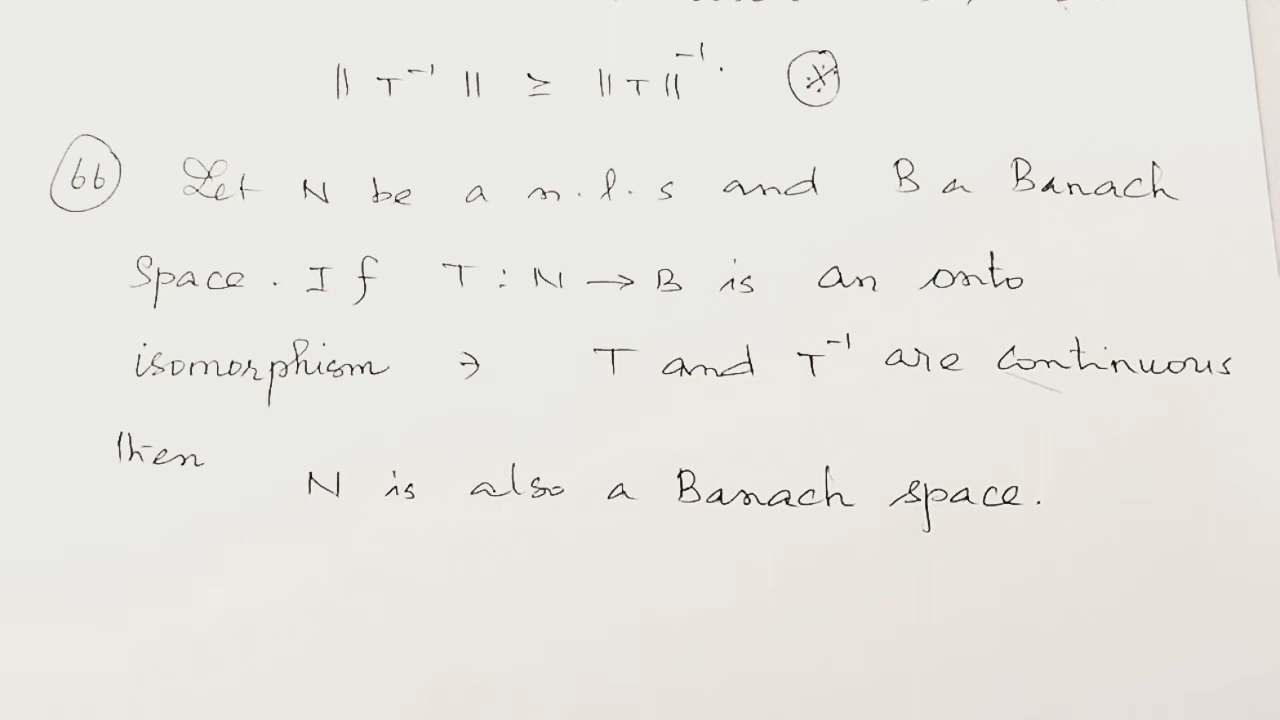 || T⁻¹ || ≥ || T ||⁻¹.
66 Let N be a n.l.s and B a Banach
Space. If T : N → B is an onto
isomorphism ∋ T and T⁻¹ are continuous
then
N is also a Banach space.